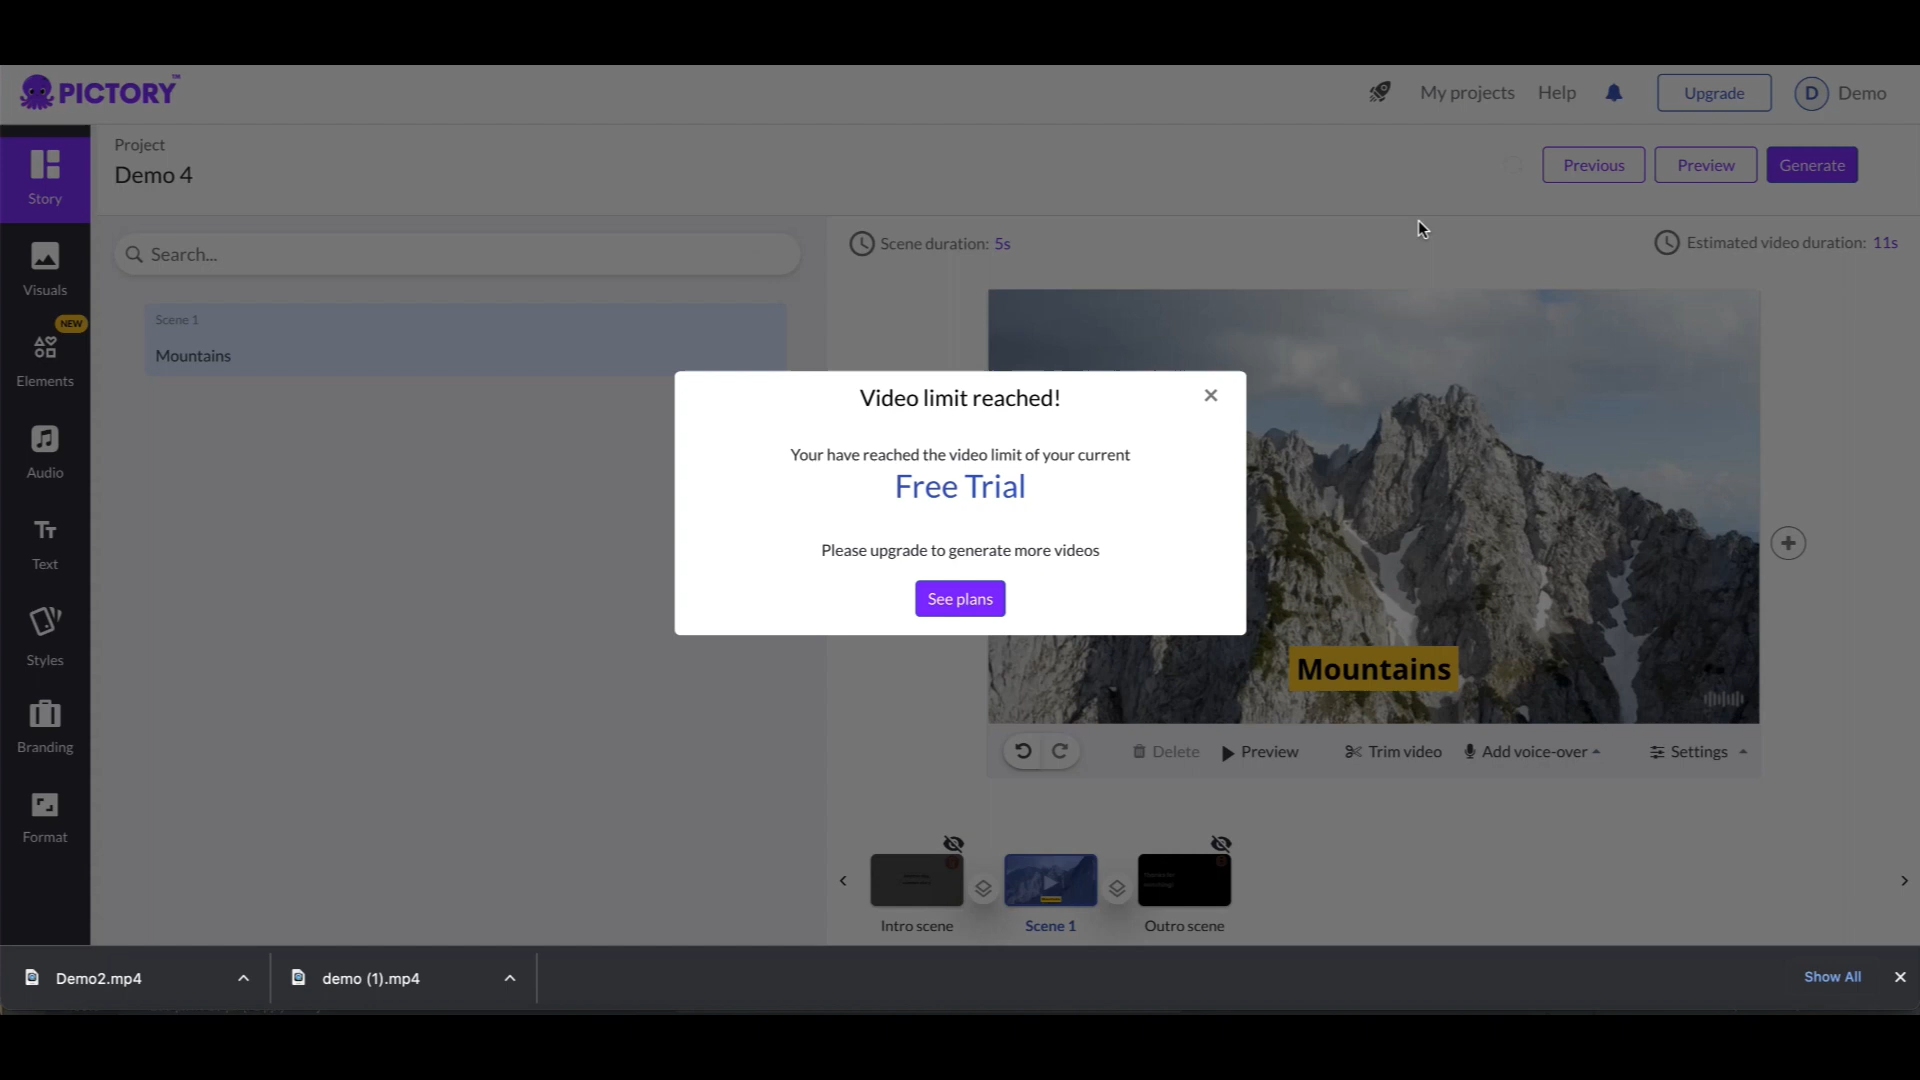 PICTORY™
My projects
Help
Upgrade
D
Demo
Project
Demo 4
Previous
Preview
Generate
Story
Visuals
NEW
Elements
Audio
Text
Styles
Branding
Format
Search...
Scene 1
Mountains
Scene duration: 5s
Estimated video duration: 11s
Video limit reached!
Your have reached the video limit of your current
Free Trial
Please upgrade to generate more videos
See plans
Mountains
Delete
Preview
Trim video
Add voice-over
Settings
Intro scene
Scene 1
Outro scene
Demo2.mp4
demo (1).mp4
Show All